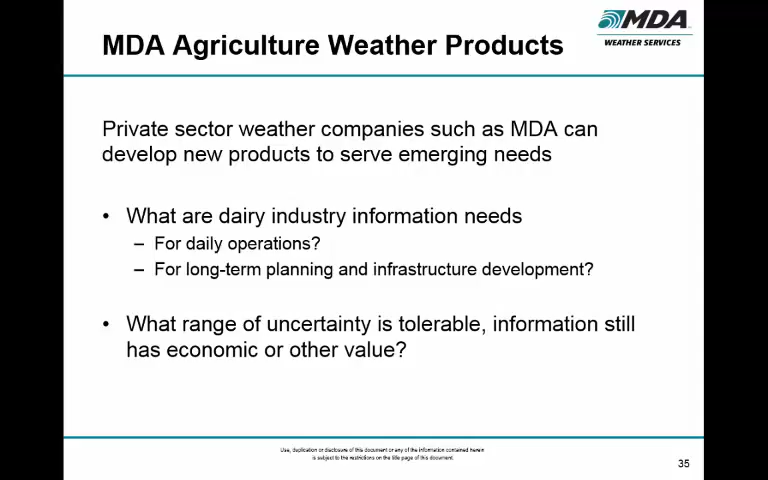 MDA Agriculture Weather Products
MDA
WEATHER SERVICES
Private sector weather companies such as MDA can
develop new products to serve emerging needs
• What are dairy industry information needs
– For daily operations?
– For long-term planning and infrastructure development?
• What range of uncertainty is tolerable, information still
has economic or other value?
Use, duplication or disclosure of this document or any of the information contained herein
is subject to the restrictions on the title page of this document.
35